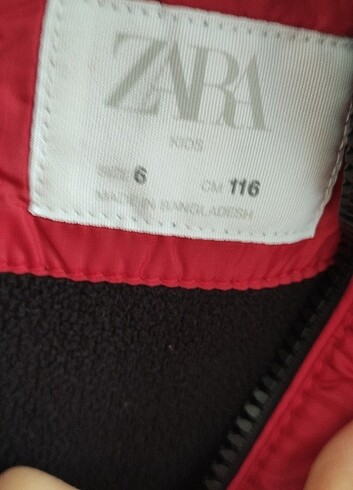 ZARA
KIDS
SIZE 6 CM 116
MADE IN BANGLADESH